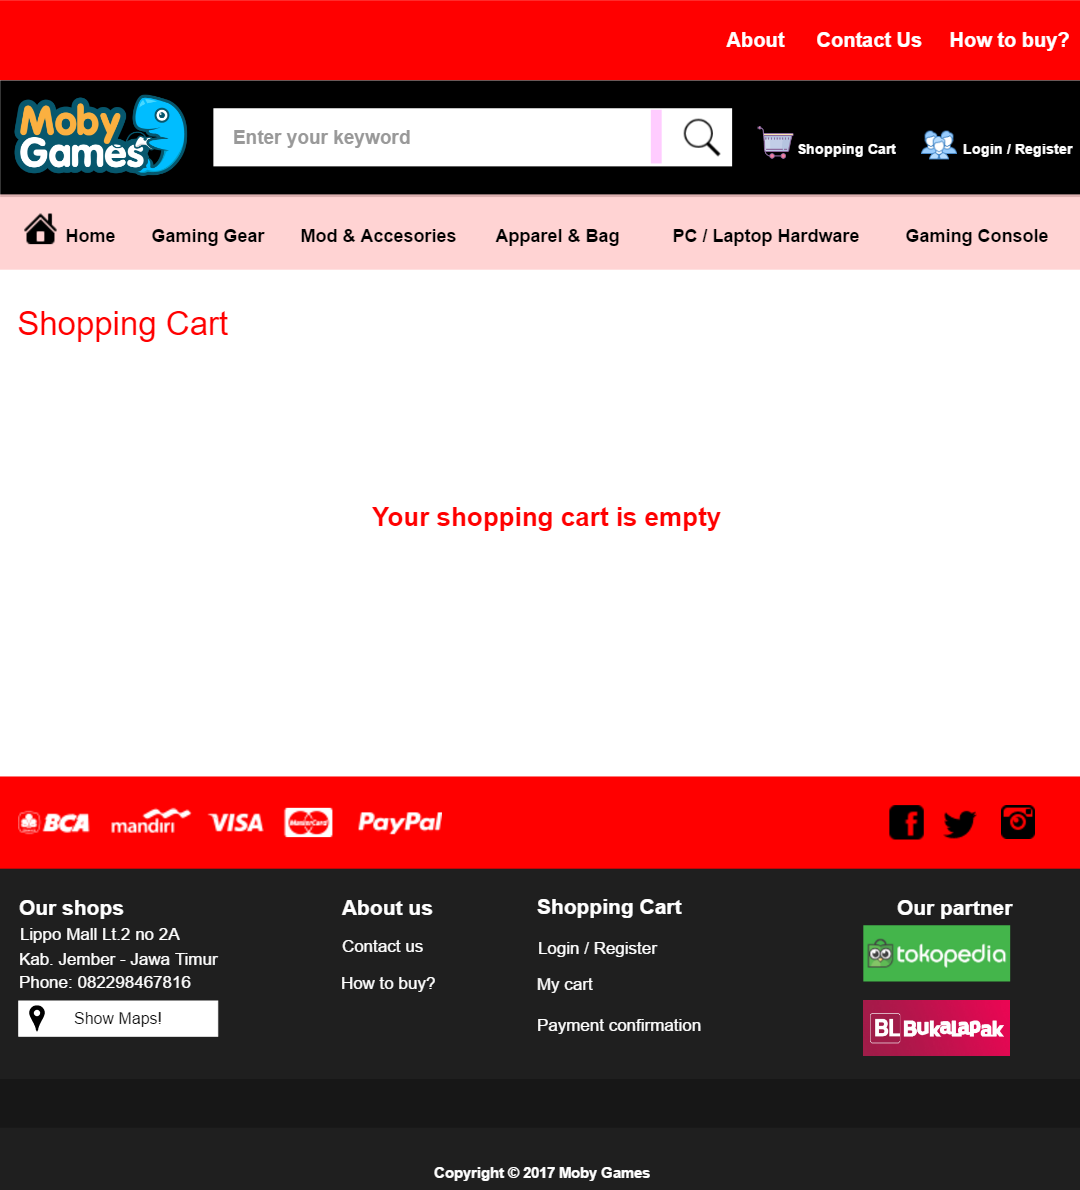 About Contact Us How to buy?
Moby
Games
Enter your keyword
Shopping Cart
Login / Register
Home Gaming Gear Mod & Accesories Apparel & Bag PC / Laptop Hardware Gaming Console
Shopping Cart
Your shopping cart is empty
BCA mandiri VISA MasterCard PayPal
Our shops
Lippo Mall Lt.2 no 2A
Kab. Jember - Jawa Timur
Phone: 082298467816
Show Maps!
About us
Contact us
How to buy?
Shopping Cart
Login / Register
My cart
Payment confirmation
Our partner
tokopedia
BL BukaLapak
Copyright © 2017 Moby Games